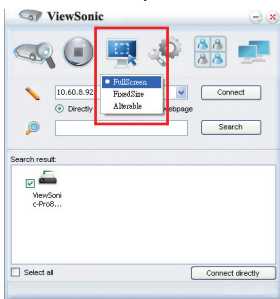 ViewSonic
FullScreen
10.60.8.92
FixedSize
Connect
Alterable
Directly
webpage
Search
Search result:
ViewSoni
c-Pro8...
Select all
Connect directly